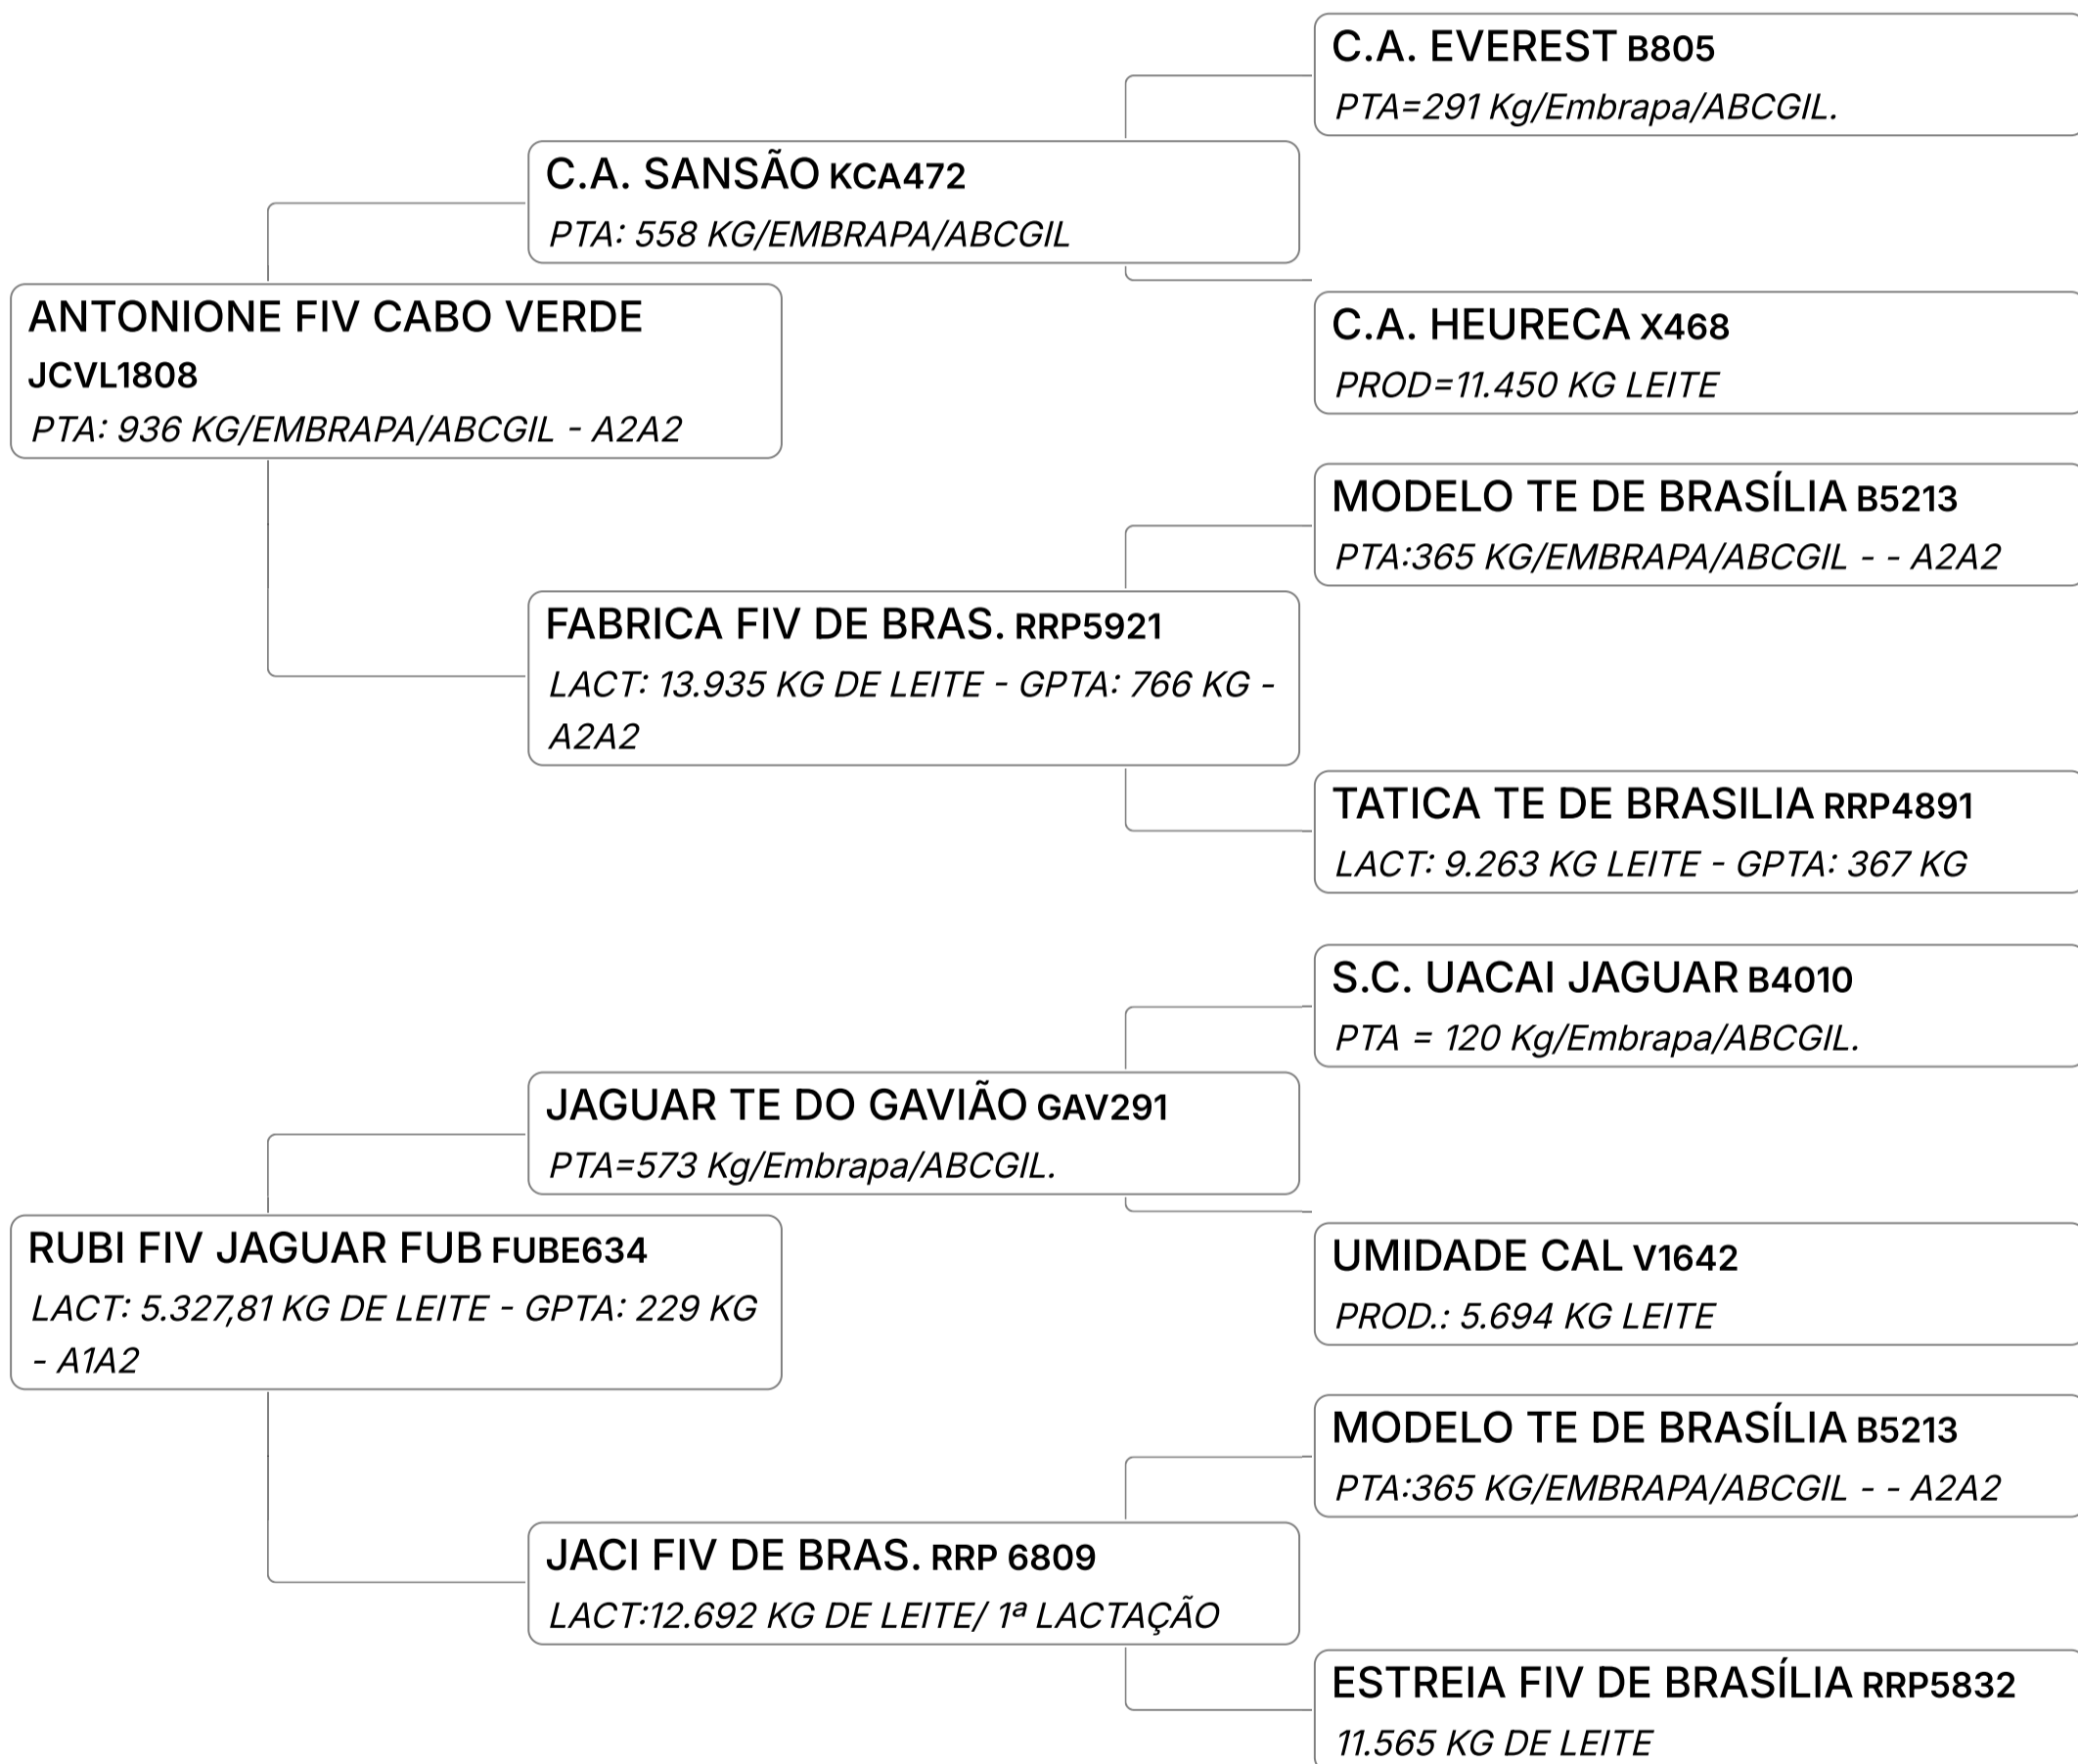 C.A. EVEREST B805
PTA=291 Kg/Embrapa/ABCGIL.
C.A. SANSÃO KCA472
PTA: 558 KG/EMBRAPA/ABCGIL
C.A. HEURECA X468
PROD=11.450 KG LEITE
ANTONIONE FIV CABO VERDE
JCVL1808
PTA: 936 KG/EMBRAPA/ABCGIL - A2A2
MODELO TE DE BRASÍLIA B5213
PTA:365 KG/EMBRAPA/ABCGIL - - A2A2
FABRICA FIV DE BRAS. RRP5921
LACT: 13.935 KG DE LEITE - GPTA: 766 KG -
A2A2
TATICA TE DE BRASILIA RRP4891
LACT: 9.263 KG LEITE - GPTA: 367 KG
S.C. UACAI JAGUAR B4010
PTA = 120 Kg/Embrapa/ABCGIL.
JAGUAR TE DO GAVIÃO GAV291
PTA=573 Kg/Embrapa/ABCGIL.
UMIDADE CAL V1642
PROD.: 5.694 KG LEITE
RUBI FIV JAGUAR FUB FUBE634
LACT: 5.327,81 KG DE LEITE - GPTA: 229 KG
- A1A2
MODELO TE DE BRASÍLIA B5213
PTA:365 KG/EMBRAPA/ABCGIL - - A2A2
JACI FIV DE BRAS. RRP 6809
LACT:12.692 KG DE LEITE/ 1ª LACTAÇÃO
ESTREIA FIV DE BRASÍLIA RRP5832
11.565 KG DE LEITE